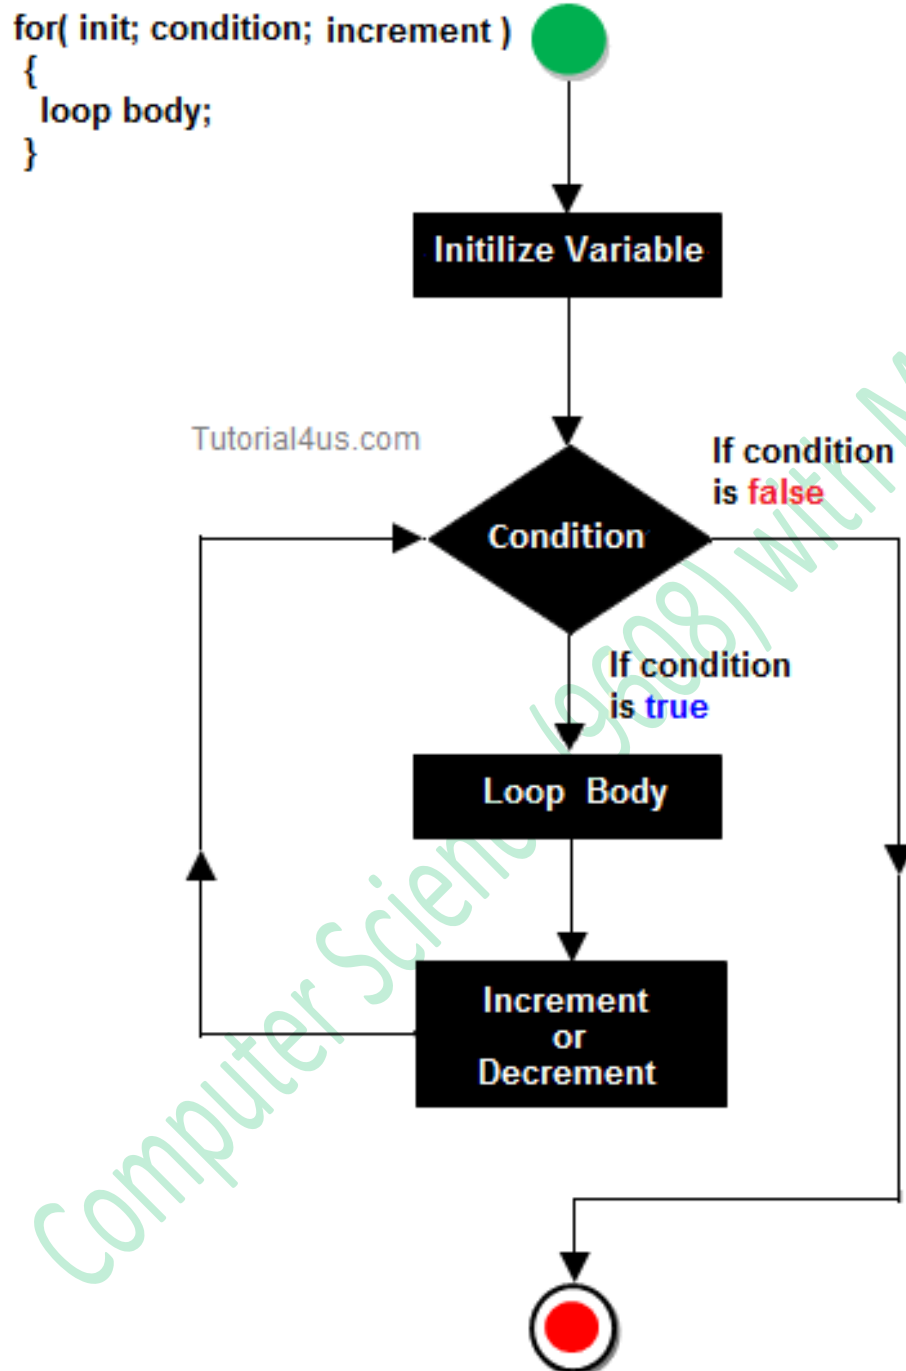 for( init; condition; increment )
{
loop body;
}
Initilize Variable
Tutorial4us.com
If condition
is false
Condition
If condition
is true
Loop Body
Increment
or
Decrement
Computer Science (9608) with